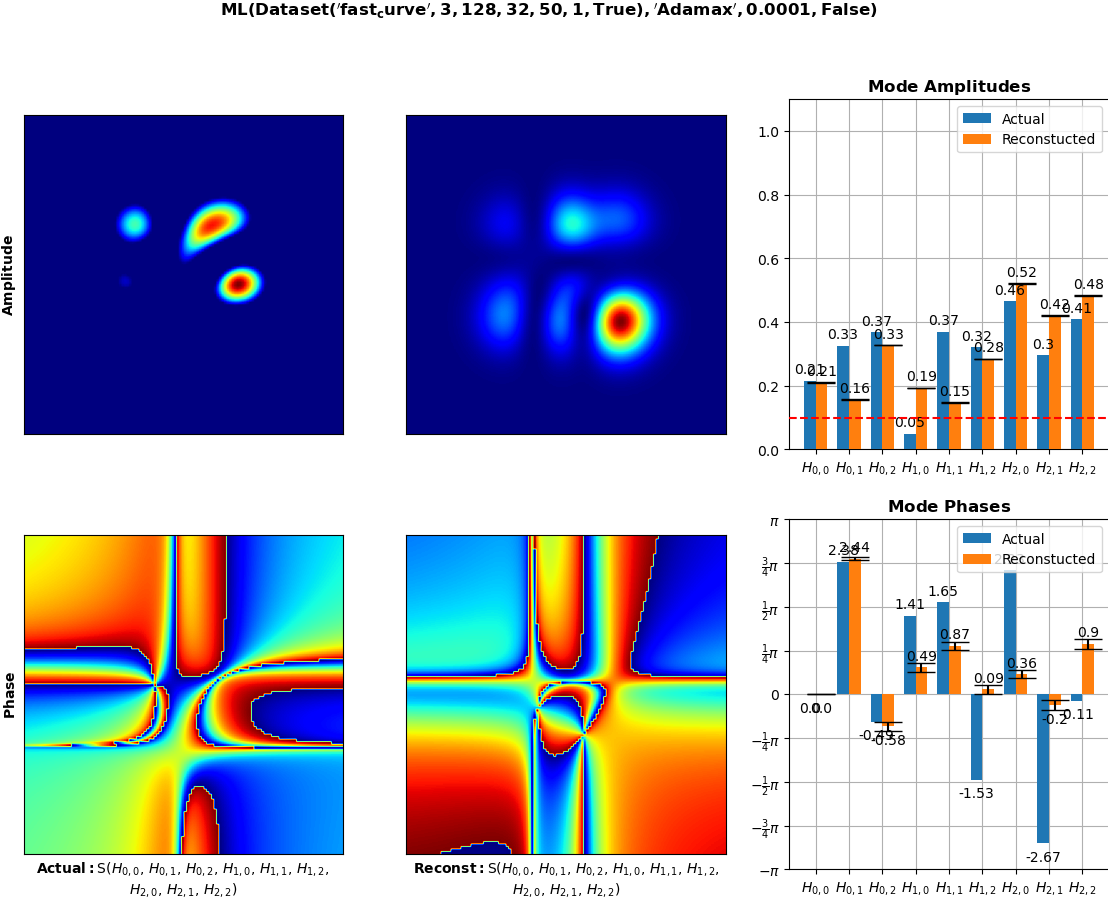 ML(Dataset('fast_curve', 3, 128, 32, 50, 1, True), 'Adamax', 0.0001, False)
Mode Amplitudes
Amplitude
Actual
Reconstucted
1.0
0.8
0.6
0.4
0.2
0.0
0.21 0.33 0.37 0.05 0.37 0.32 0.46 0.3 0.41
0.21 0.16 0.33 0.19 0.15 0.28 0.52 0.42 0.48
H0,0 H0,1 H0,2 H1,0 H1,1 H1,2 H2,0 H2,1 H2,2
Mode Phases
Phase
Actual
Reconstucted
π
3/4π
1/2π
1/4π
0
−1/4π
−1/2π
−3/4π
−π
0.0 2.38 -0.49 1.41 1.65 -1.53 -2.67 -0.11
0.0 2.44 -0.58 0.49 0.87 0.09 0.36 -0.2 0.9
H0,0 H0,1 H0,2 H1,0 H1,1 H1,2 H2,0 H2,1 H2,2
Actual: S(H0,0, H0,1, H0,2, H1,0, H1,1, H1,2,
H2,0, H2,1, H2,2)
Reconst: S(H0,0, H0,1, H0,2, H1,0, H1,1, H1,2,
H2,0, H2,1, H2,2)